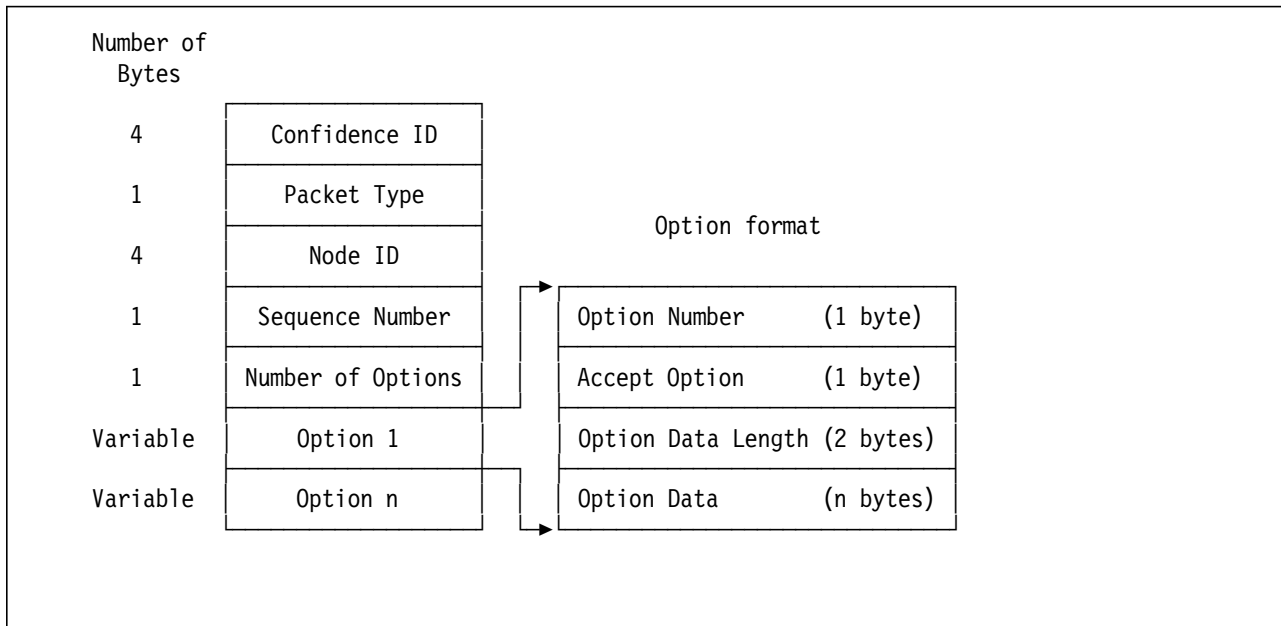 Number of
Bytes
4 Confidence ID
1 Packet Type
Option format
4 Node ID
1 Sequence Number Option Number (1 byte)
1 Number of Options Accept Option (1 byte)
Variable Option 1 Option Data Length (2 bytes)
Variable Option n Option Data (n bytes)